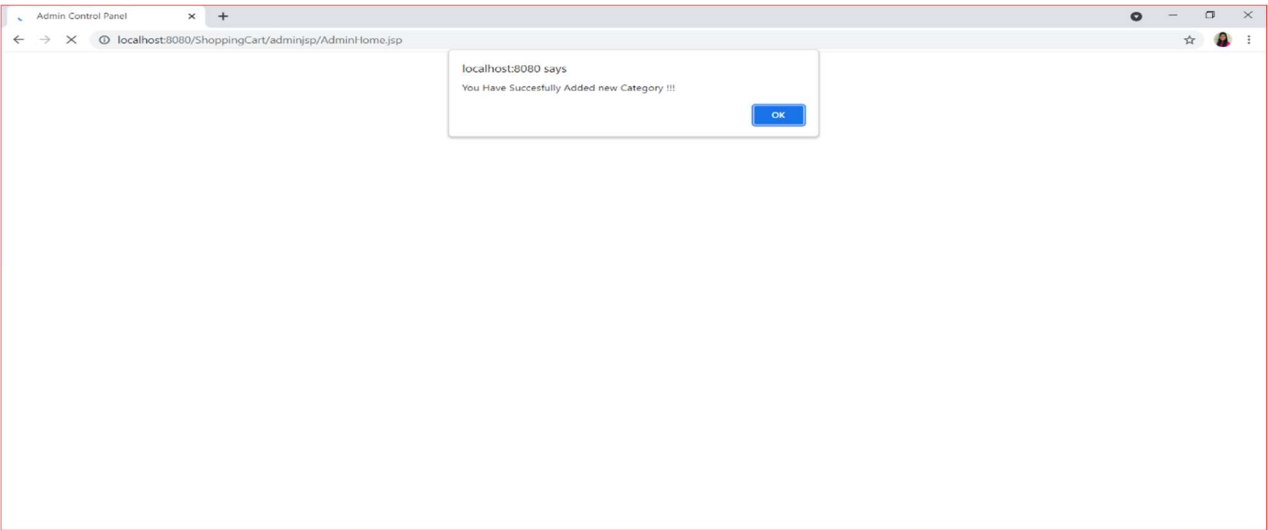 Admin Control Panel
localhost:8080/ShoppingCart/adminjsp/AdminHome.jsp
localhost:8080 says
You Have Succesfully Added new Category !!!
OK